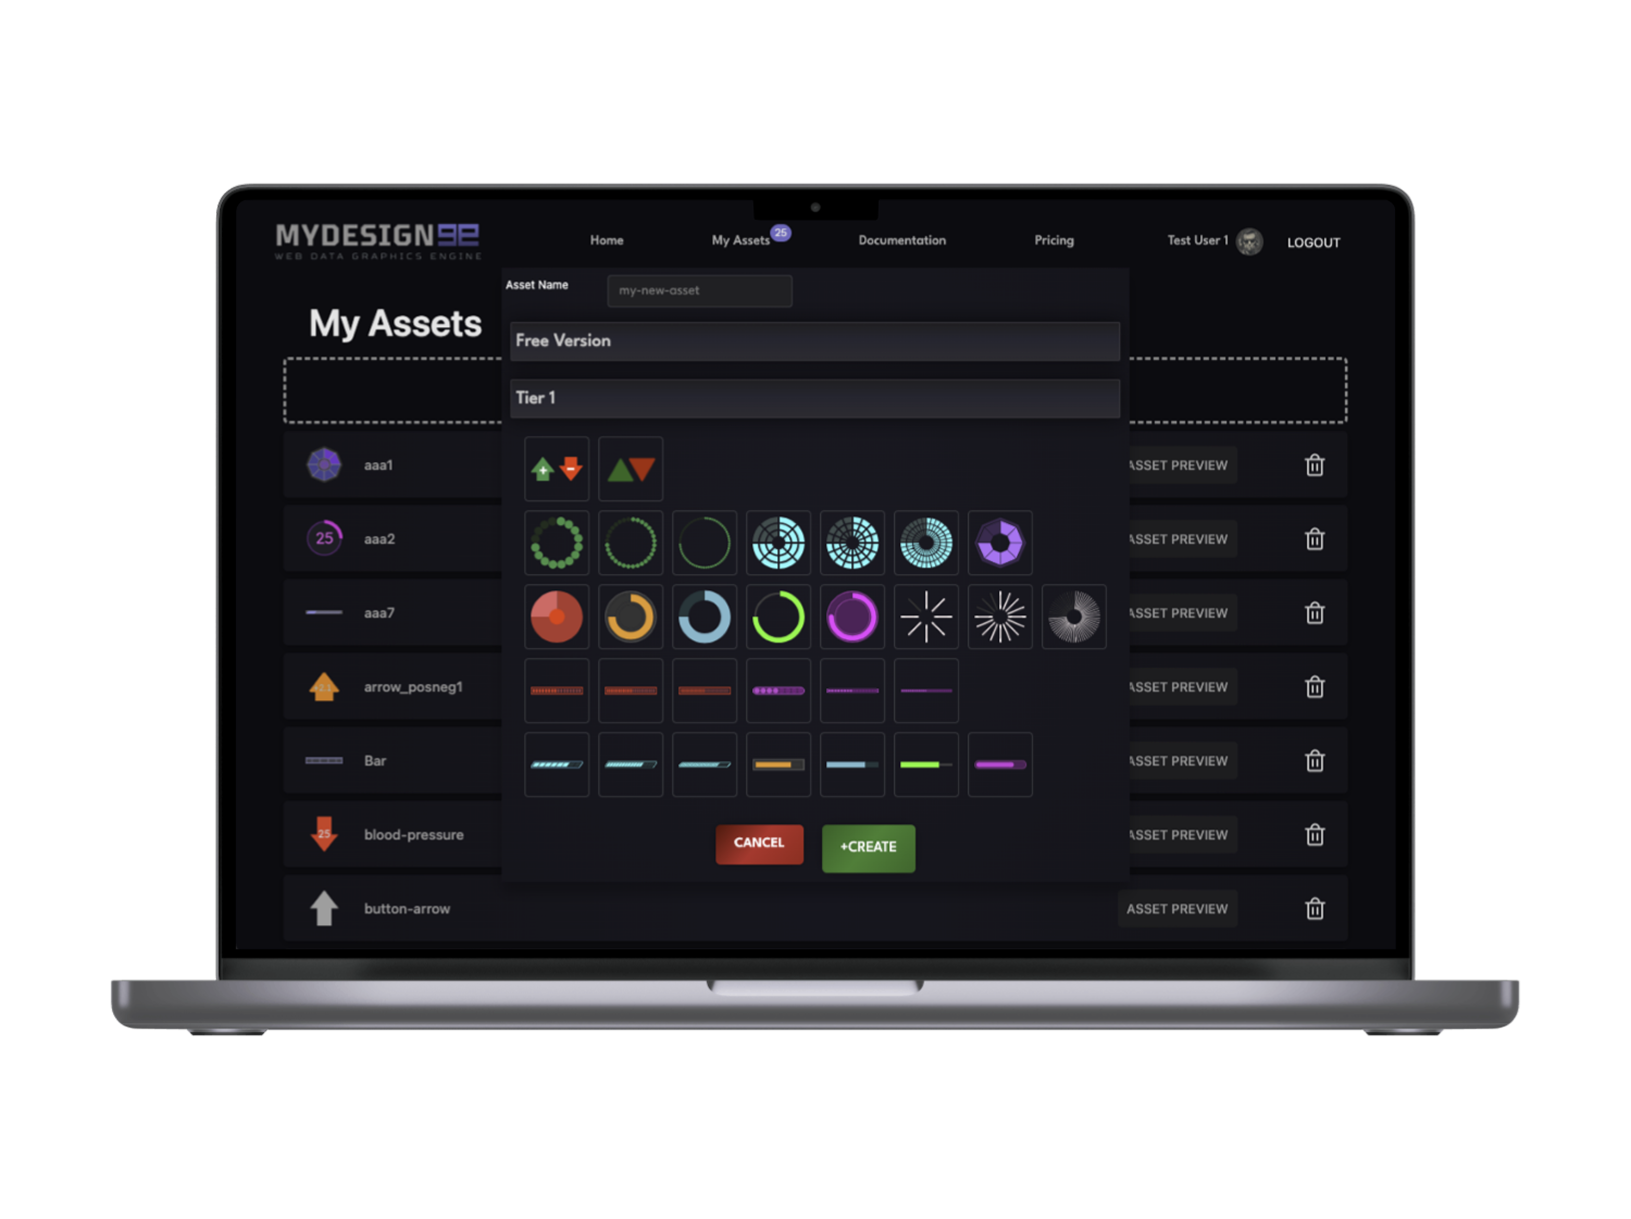 MYDESIGNge
WEB DATA GRAPHICS ENGINE
Home
My Assets
25
Documentation
Pricing
Test User 1
LOGOUT
Asset Name
my-new-asset
My Assets
Free Version
Tier 1
aaa1
ASSET PREVIEW
25
aaa2
ASSET PREVIEW
aaa7
ASSET PREVIEW
arrow_posneg1
ASSET PREVIEW
Bar
ASSET PREVIEW
25
blood-pressure
ASSET PREVIEW
CANCEL
+CREATE
button-arrow
ASSET PREVIEW